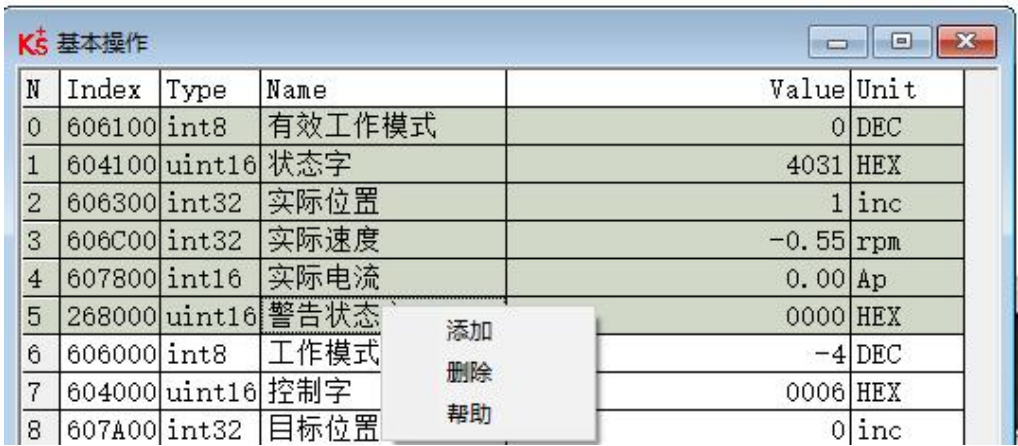 K+S 基本操作
N Index Type Name Value Unit
0 606100 int8 有效工作模式 0 DEC
1 604100 uint16 状态字 4031 HEX
2 606300 int32 实际位置 1 inc
3 606C00 int32 实际速度 -0.55 rpm
4 607800 int16 实际电流 0.00 Ap
5 268000 uint16 警告状态 0000 HEX
添加
6 606000 int8 工作模式 -4 DEC
删除
7 604000 uint16 控制字 0006 HEX
帮助
8 607A00 int32 目标位置 0 inc